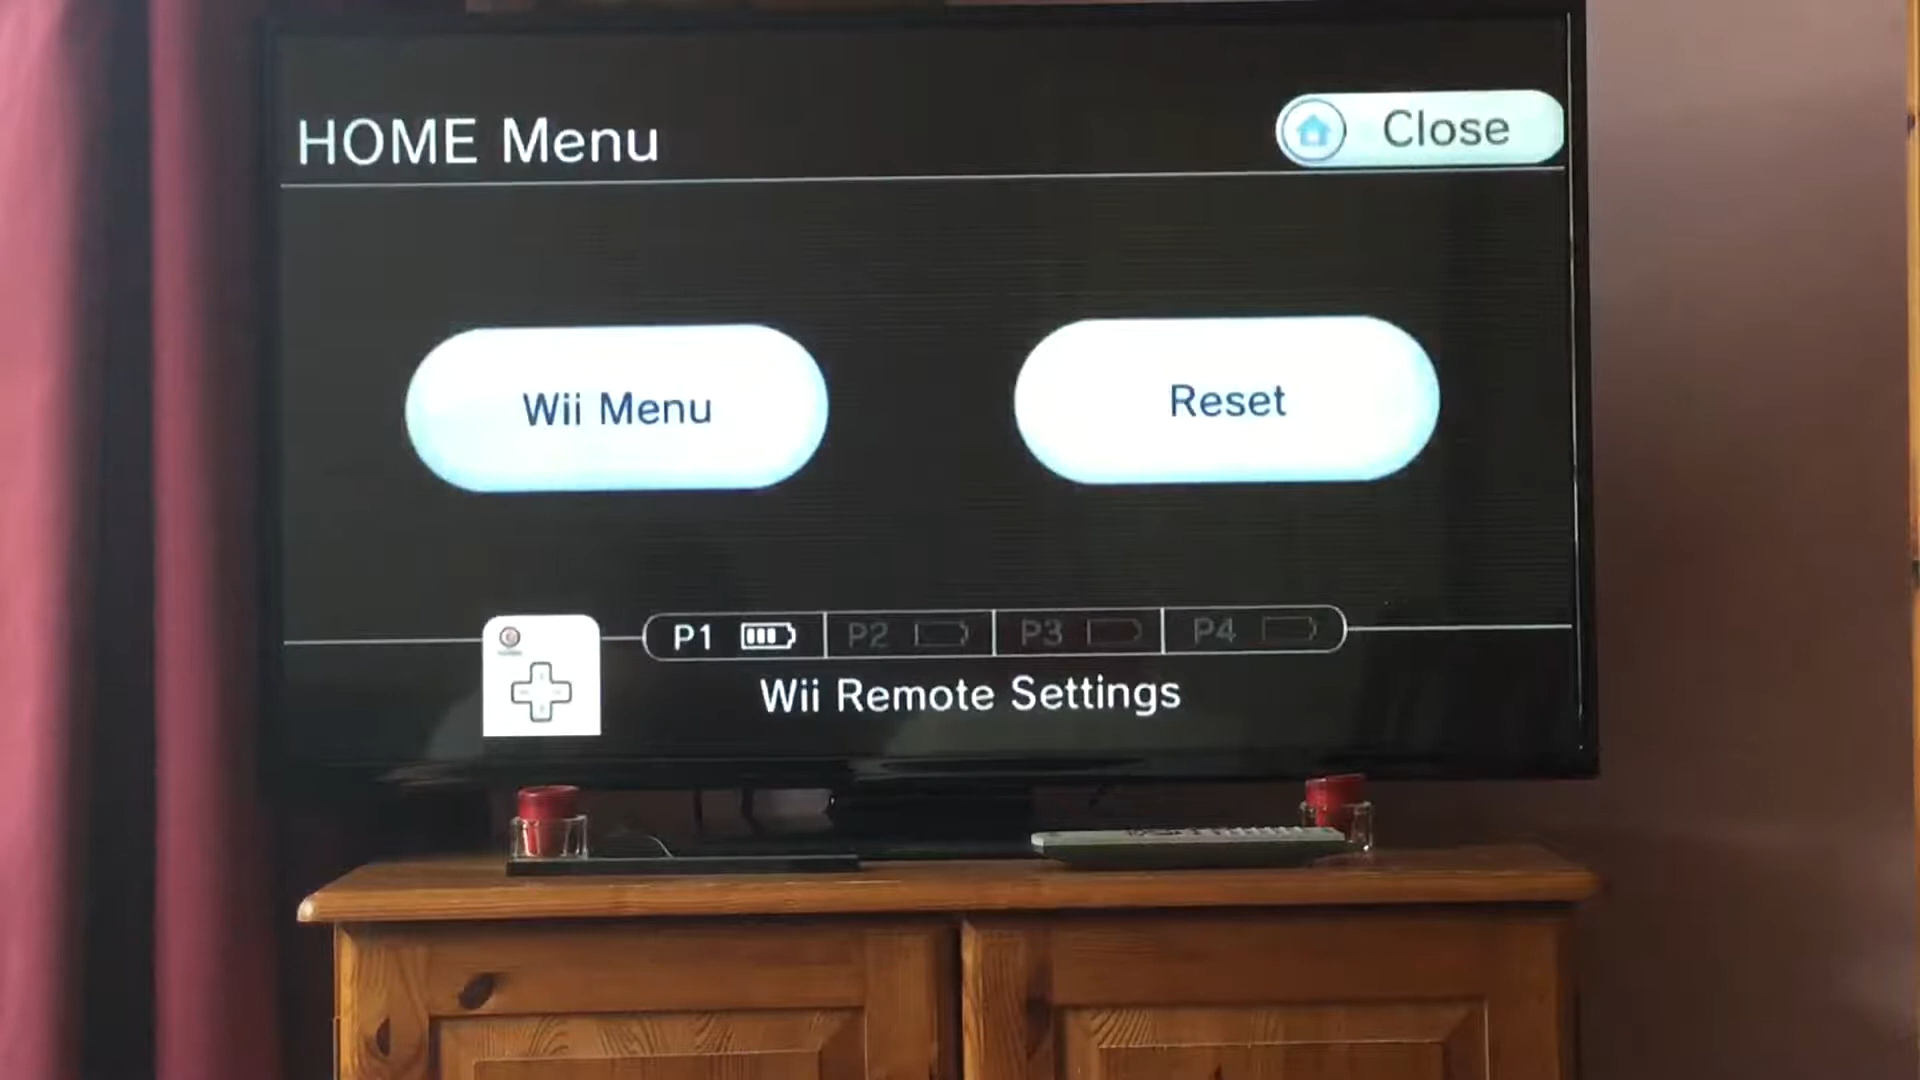 HOME Menu
Close
Wii Menu
Reset
P1 P2 P3 P4
Wii Remote Settings